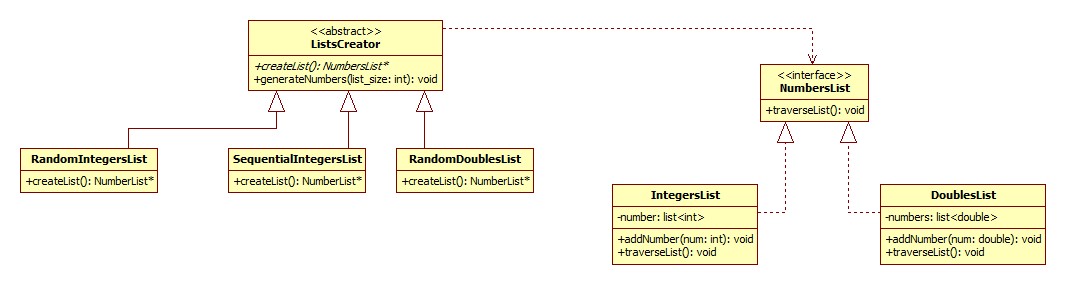 <<abstract>>
ListsCreator
+createList(): NumbersList*
+generateNumbers(list_size: int): void
<<interface>>
NumbersList
+traverseList(): void
RandomIntegersList
+createList(): NumberList*
SequentialIntegersList
+createList(): NumberList*
RandomDoublesList
+createList(): NumberList*
IntegersList
-number: list<int>
+addNumber(num: int): void
+traverseList(): void
DoublesList
-numbers: list<double>
+addNumber(num: double): void
+traverseList(): void